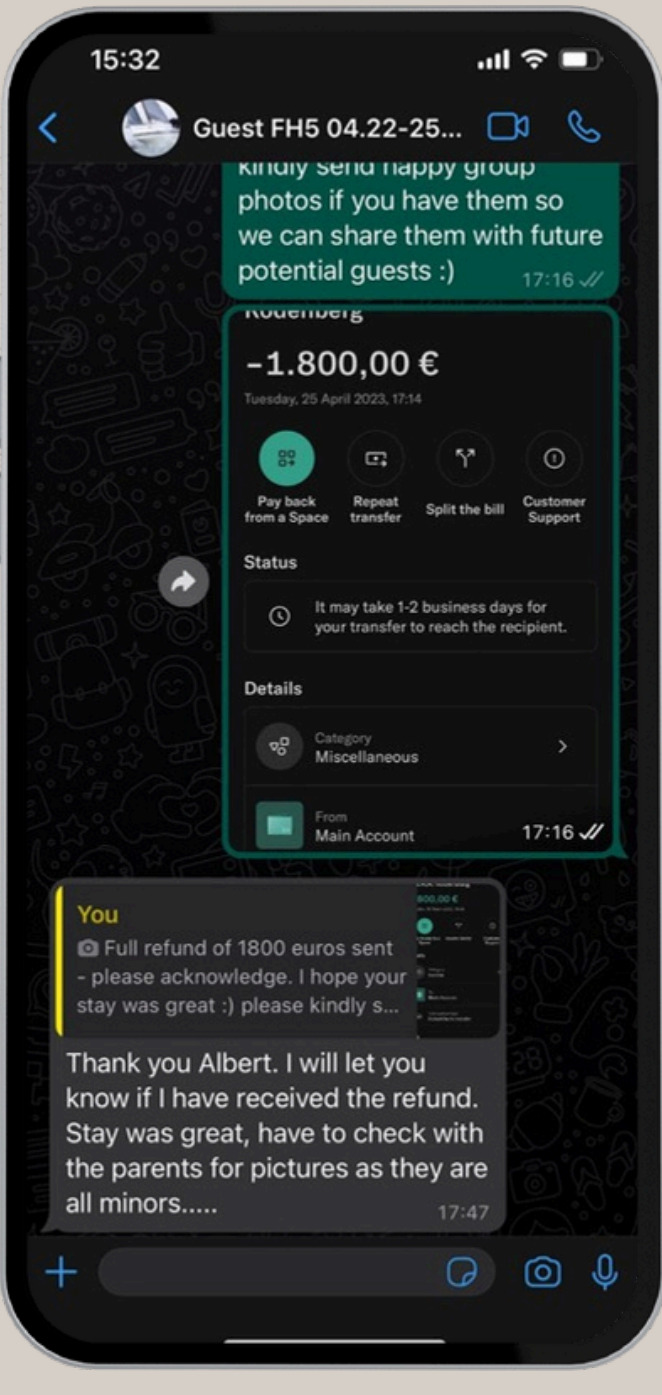 15:32
Guest FH5 04.22-25...
kindly send happy group
photos if you have them so
we can share them with future
potential guests :)
17:16
Rodenberg
-1.800,00 €
Tuesday, 25 April 2023, 17:14
Pay back
from a Space
Repeat
transfer
Split the bill
Customer
Support
Status
It may take 1-2 business days for
your transfer to reach the recipient.
Details
Category
Miscellaneous
From
Main Account
17:16
You
Full refund of 1800 euros sent
- please acknowledge. I hope your
stay was great :) please kindly s...
Thank you Albert. I will let you
know if I have received the refund.
Stay was great, have to check with
the parents for pictures as they are
all minors.....
17:47